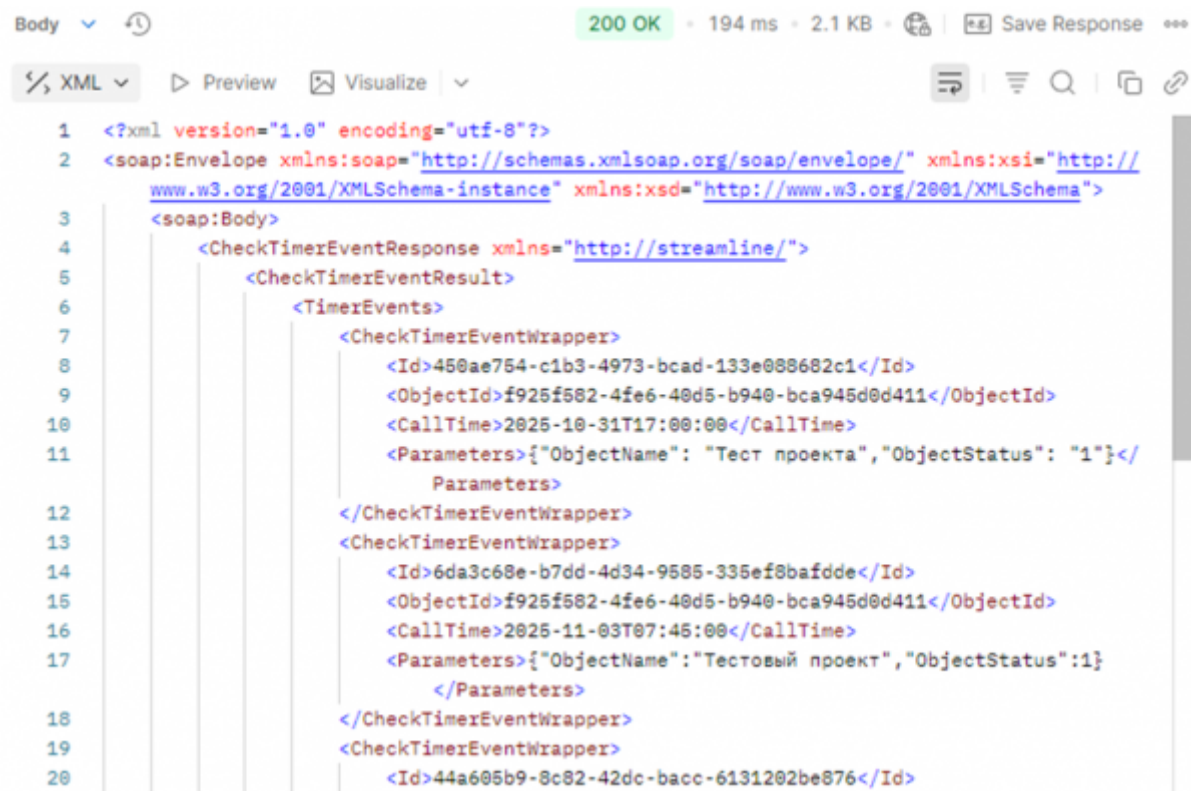 Body 200 OK • 194 ms • 2.1 KB • e.g. Save Response
XML Preview Visualize
1 <?xml version="1.0" encoding="utf-8"?>
2 <soap:Envelope xmlns:soap="http://schemas.xmlsoap.org/soap/envelope/" xmlns:xsi="http://
www.w3.org/2001/XMLSchema-instance" xmlns:xsd="http://www.w3.org/2001/XMLSchema">
3 <soap:Body>
4 <CheckTimerEventResponse xmlns="http://streamline/">
5 <CheckTimerEventResult>
6 <TimerEvents>
7 <CheckTimerEventWrapper>
8 <Id>450ae754-c1b3-4973-bcad-133e088682c1</Id>
9 <ObjectId>f925f582-4fe6-40d5-b940-bca945d0d411</ObjectId>
10 <CallTime>2025-10-31T17:00:00</CallTime>
11 <Parameters>{"ObjectName": "Тест проекта","ObjectStatus": "1"}</
Parameters>
12 </CheckTimerEventWrapper>
13 <CheckTimerEventWrapper>
14 <Id>6da3c68e-b7dd-4d34-9585-335ef8bafdde</Id>
15 <ObjectId>f925f582-4fe6-40d5-b940-bca945d0d411</ObjectId>
16 <CallTime>2025-11-03T07:45:00</CallTime>
17 <Parameters>{"ObjectName":"Тестовый проект","ObjectStatus":1}
</Parameters>
18 </CheckTimerEventWrapper>
19 <CheckTimerEventWrapper>
20 <Id>44a605b9-8c82-42dc-bacc-6131202be876</Id>